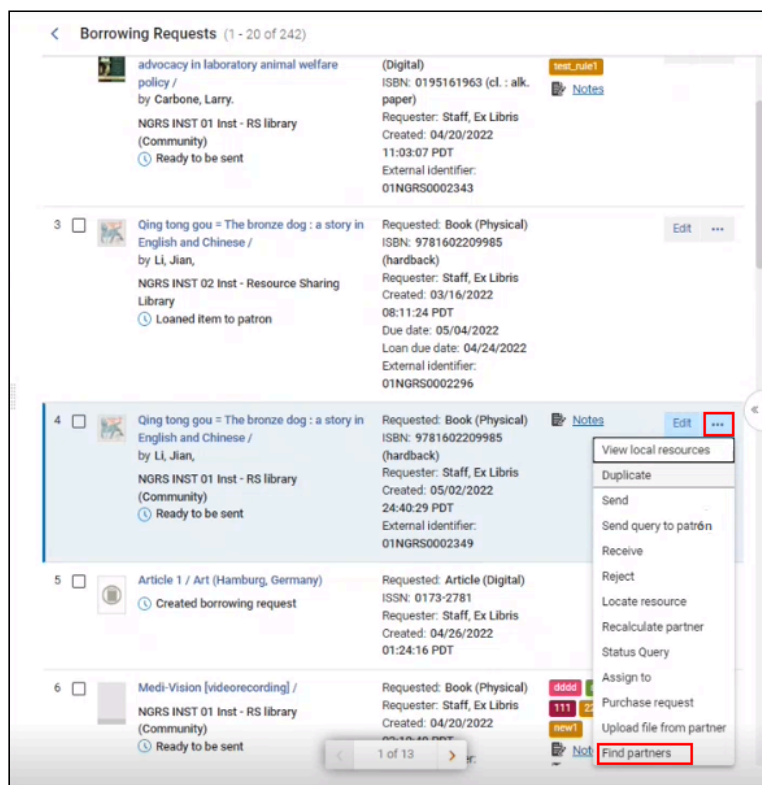 Borrowing Requests (1 - 20 of 242)
advocacy in laboratory animal welfare
policy /
by Carbone, Larry.
NGRS INST 01 Inst - RS library
(Community)
Ready to be sent
(Digital)
ISBN: 0195161963 (cl. : alk.
paper)
Requester: Staff, Ex Libris
Created: 04/20/2022
11:03:07 PDT
External identifier:
01NGRS0002343
test_rule1
Notes
3
Qing tong gou = The bronze dog : a story in
English and Chinese /
by Li, Jian,
NGRS INST 02 Inst - Resource Sharing
Library
Loaned item to patron
Requested: Book (Physical)
ISBN: 9781602209985
(hardback)
Requester: Staff, Ex Libris
Created: 03/16/2022
08:11:24 PDT
Due date: 05/04/2022
Loan due date: 04/24/2022
External identifier:
01NGRS0002296
Edit
4
Qing tong gou = The bronze dog : a story in
English and Chinese /
by Li, Jian,
NGRS INST 01 Inst - RS library
(Community)
Ready to be sent
Requested: Book (Physical)
ISBN: 9781602209985
(hardback)
Requester: Staff, Ex Libris
Created: 05/02/2022
24:40:29 PDT
External identifier:
01NGRS0002349
Notes
Edit
View local resources
Duplicate
Send
Send query to patrón
Receive
Reject
Locate resource
Recalculate partner
Status Query
Assign to
Purchase request
Upload file from partner
Find partners
5
Article 1 / Art (Hamburg, Germany)
Created borrowing request
Requested: Article (Digital)
ISSN: 0173-2781
Requester: Staff, Ex Libris
Created: 04/26/2022
01:24:16 PDT
6
Medi-Vision [videorecording] /
NGRS INST 01 Inst - RS library
(Community)
Ready to be sent
Requested: Book (Physical)
Requester: Staff, Ex Libris
Created: 04/20/2022
dddd
111
new1
1 of 13